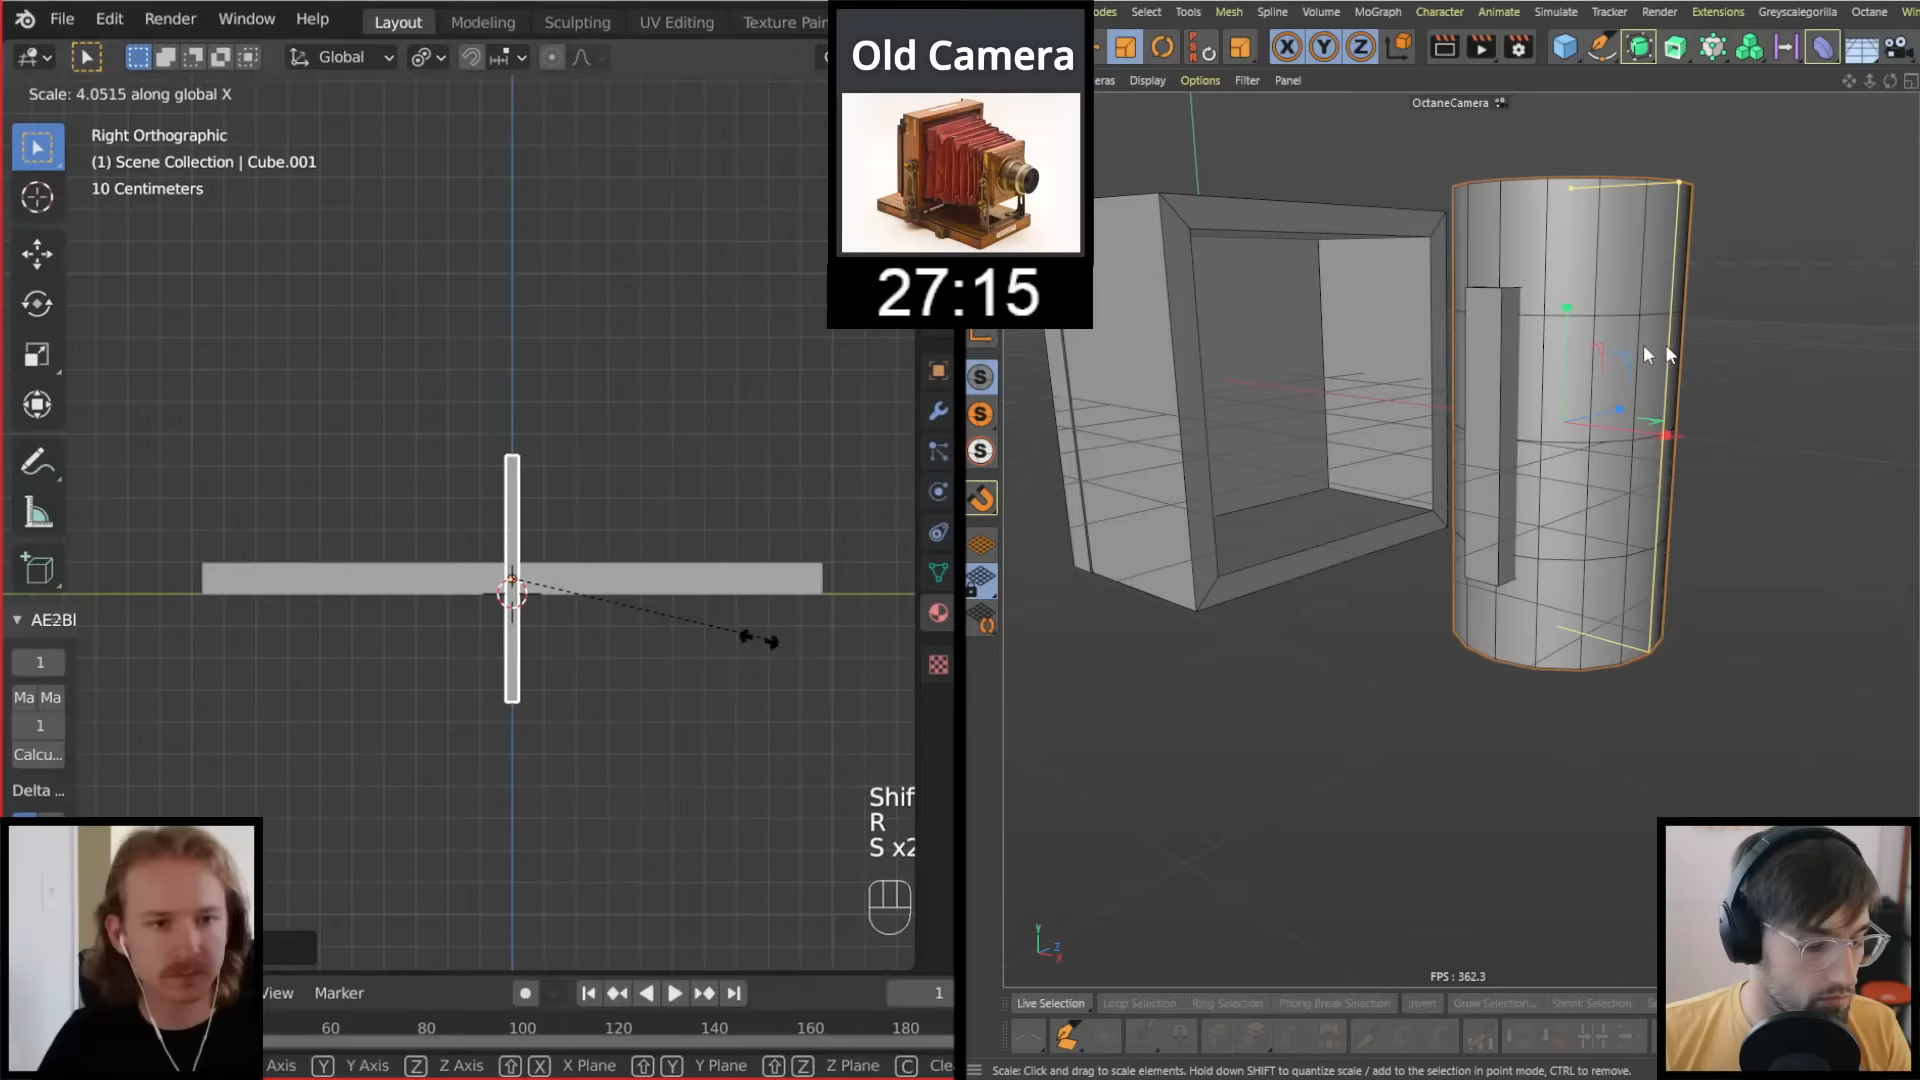 File Edit Render Window Help
Layout Modeling Sculpting UV Editing
Global
Scale: 4.0515 along global X
Right Orthographic
(1) Scene Collection | Cube.001
10 Centimeters
AE2Bl
1
Ma Ma
1
Calcu...
Delta ...
Shif
R
S x2
Marker
1
60 80 100 120 140 160 180
Axis Y Y Axis Z Z Axis X X Plane Y Y Plane Z Z Plane C Cle
Old Camera
27:15
odes Select Tools Mesh Spline Volume MoGraph Character Animate Simulate Tracker Render Extensions Greyscalegorilla Octane Win
P
S
R
X Y Z
eras Display Options Filter Panel
OctaneCamera
S
S
S
Y
Z
X
FPS : 362.3
Live Selection Loop Selection Ring Selection Phong Break Selection Invert Grow Selection... Shrink Selection Se
Scale: Click and drag to scale elements. Hold down SHIFT to quantize scale / add to the selection in point mode, CTRL to remove.